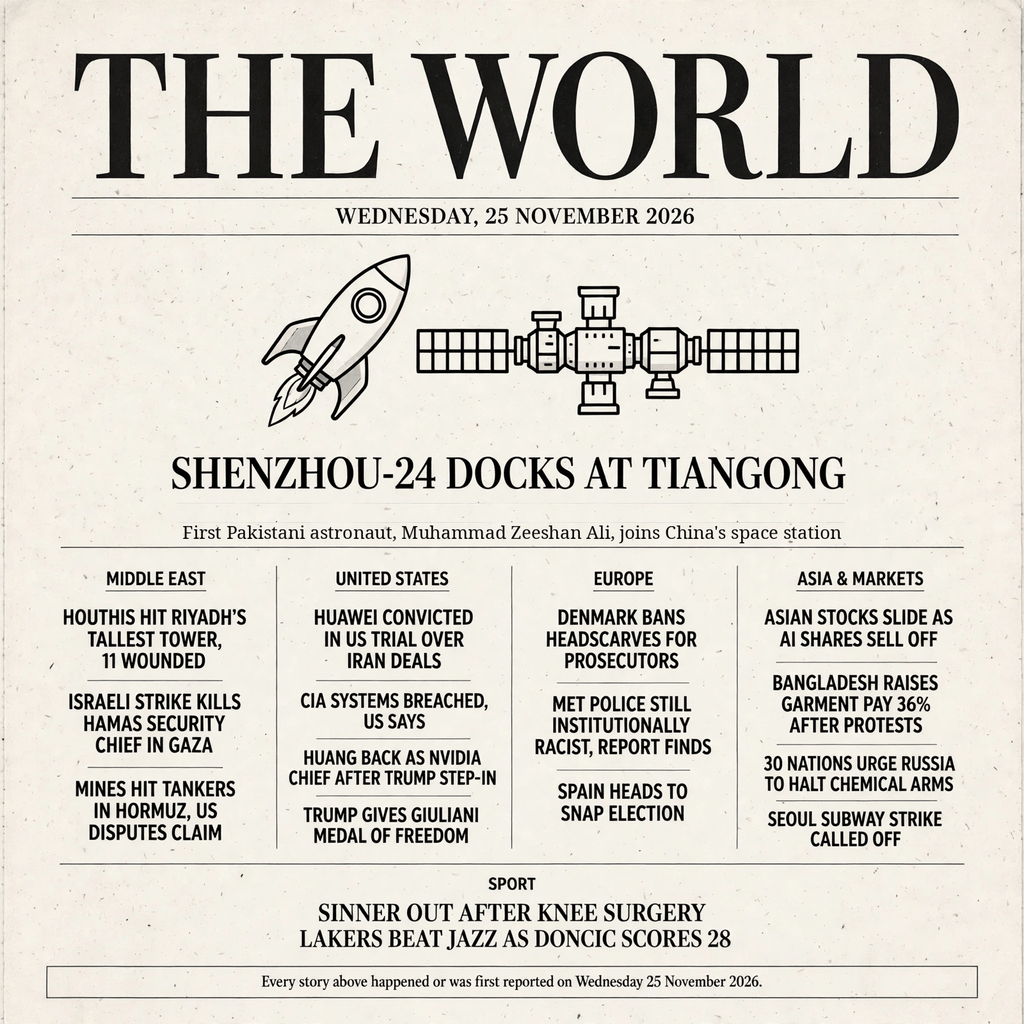 THE WORLD
WEDNESDAY, 25 NOVEMBER 2026
SHENZHOU-24 DOCKS AT TIANGONG
First Pakistani astronaut, Muhammad Zeeshan Ali, joins China's space station
MIDDLE EAST
HOUTHIS HIT RIYADH'S
TALLEST TOWER,
11 WOUNDED
ISRAELI STRIKE KILLS
HAMAS SECURITY
CHIEF IN GAZA
MINES HIT TANKERS
IN HORMUZ, US
DISPUTES CLAIM
UNITED STATES
HUAWEI CONVICTED
IN US TRIAL OVER
IRAN DEALS
CIA SYSTEMS BREACHED,
US SAYS
HUANG BACK AS NVIDIA
CHIEF AFTER TRUMP STEP-IN
TRUMP GIVES GIULIANI
MEDAL OF FREEDOM
EUROPE
DENMARK BANS
HEADSCARVES FOR
PROSECUTORS
MET POLICE STILL
INSTITUTIONALLY
RACIST, REPORT FINDS
SPAIN HEADS TO
SNAP ELECTION
ASIA & MARKETS
ASIAN STOCKS SLIDE AS
AI SHARES SELL OFF
BANGLADESH RAISES
GARMENT PAY 36%
AFTER PROTESTS
30 NATIONS URGE RUSSIA
TO HALT CHEMICAL ARMS
SEOUL SUBWAY STRIKE
CALLED OFF
SPORT
SINNER OUT AFTER KNEE SURGERY
LAKERS BEAT JAZZ AS DONCIC SCORES 28
Every story above happened or was first reported on Wednesday 25 November 2026.